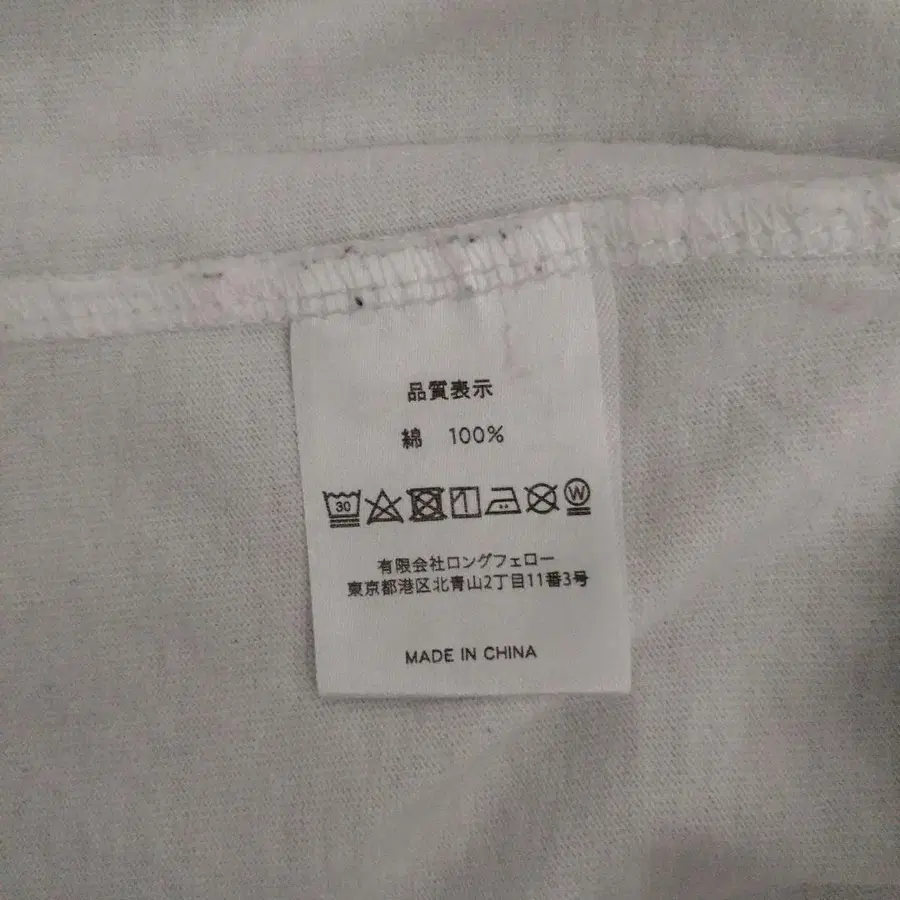 品質表示
綿 100%
30 W
有限会社ロングフェロー
東京都港区北青山2丁目11番3号
MADE IN CHINA